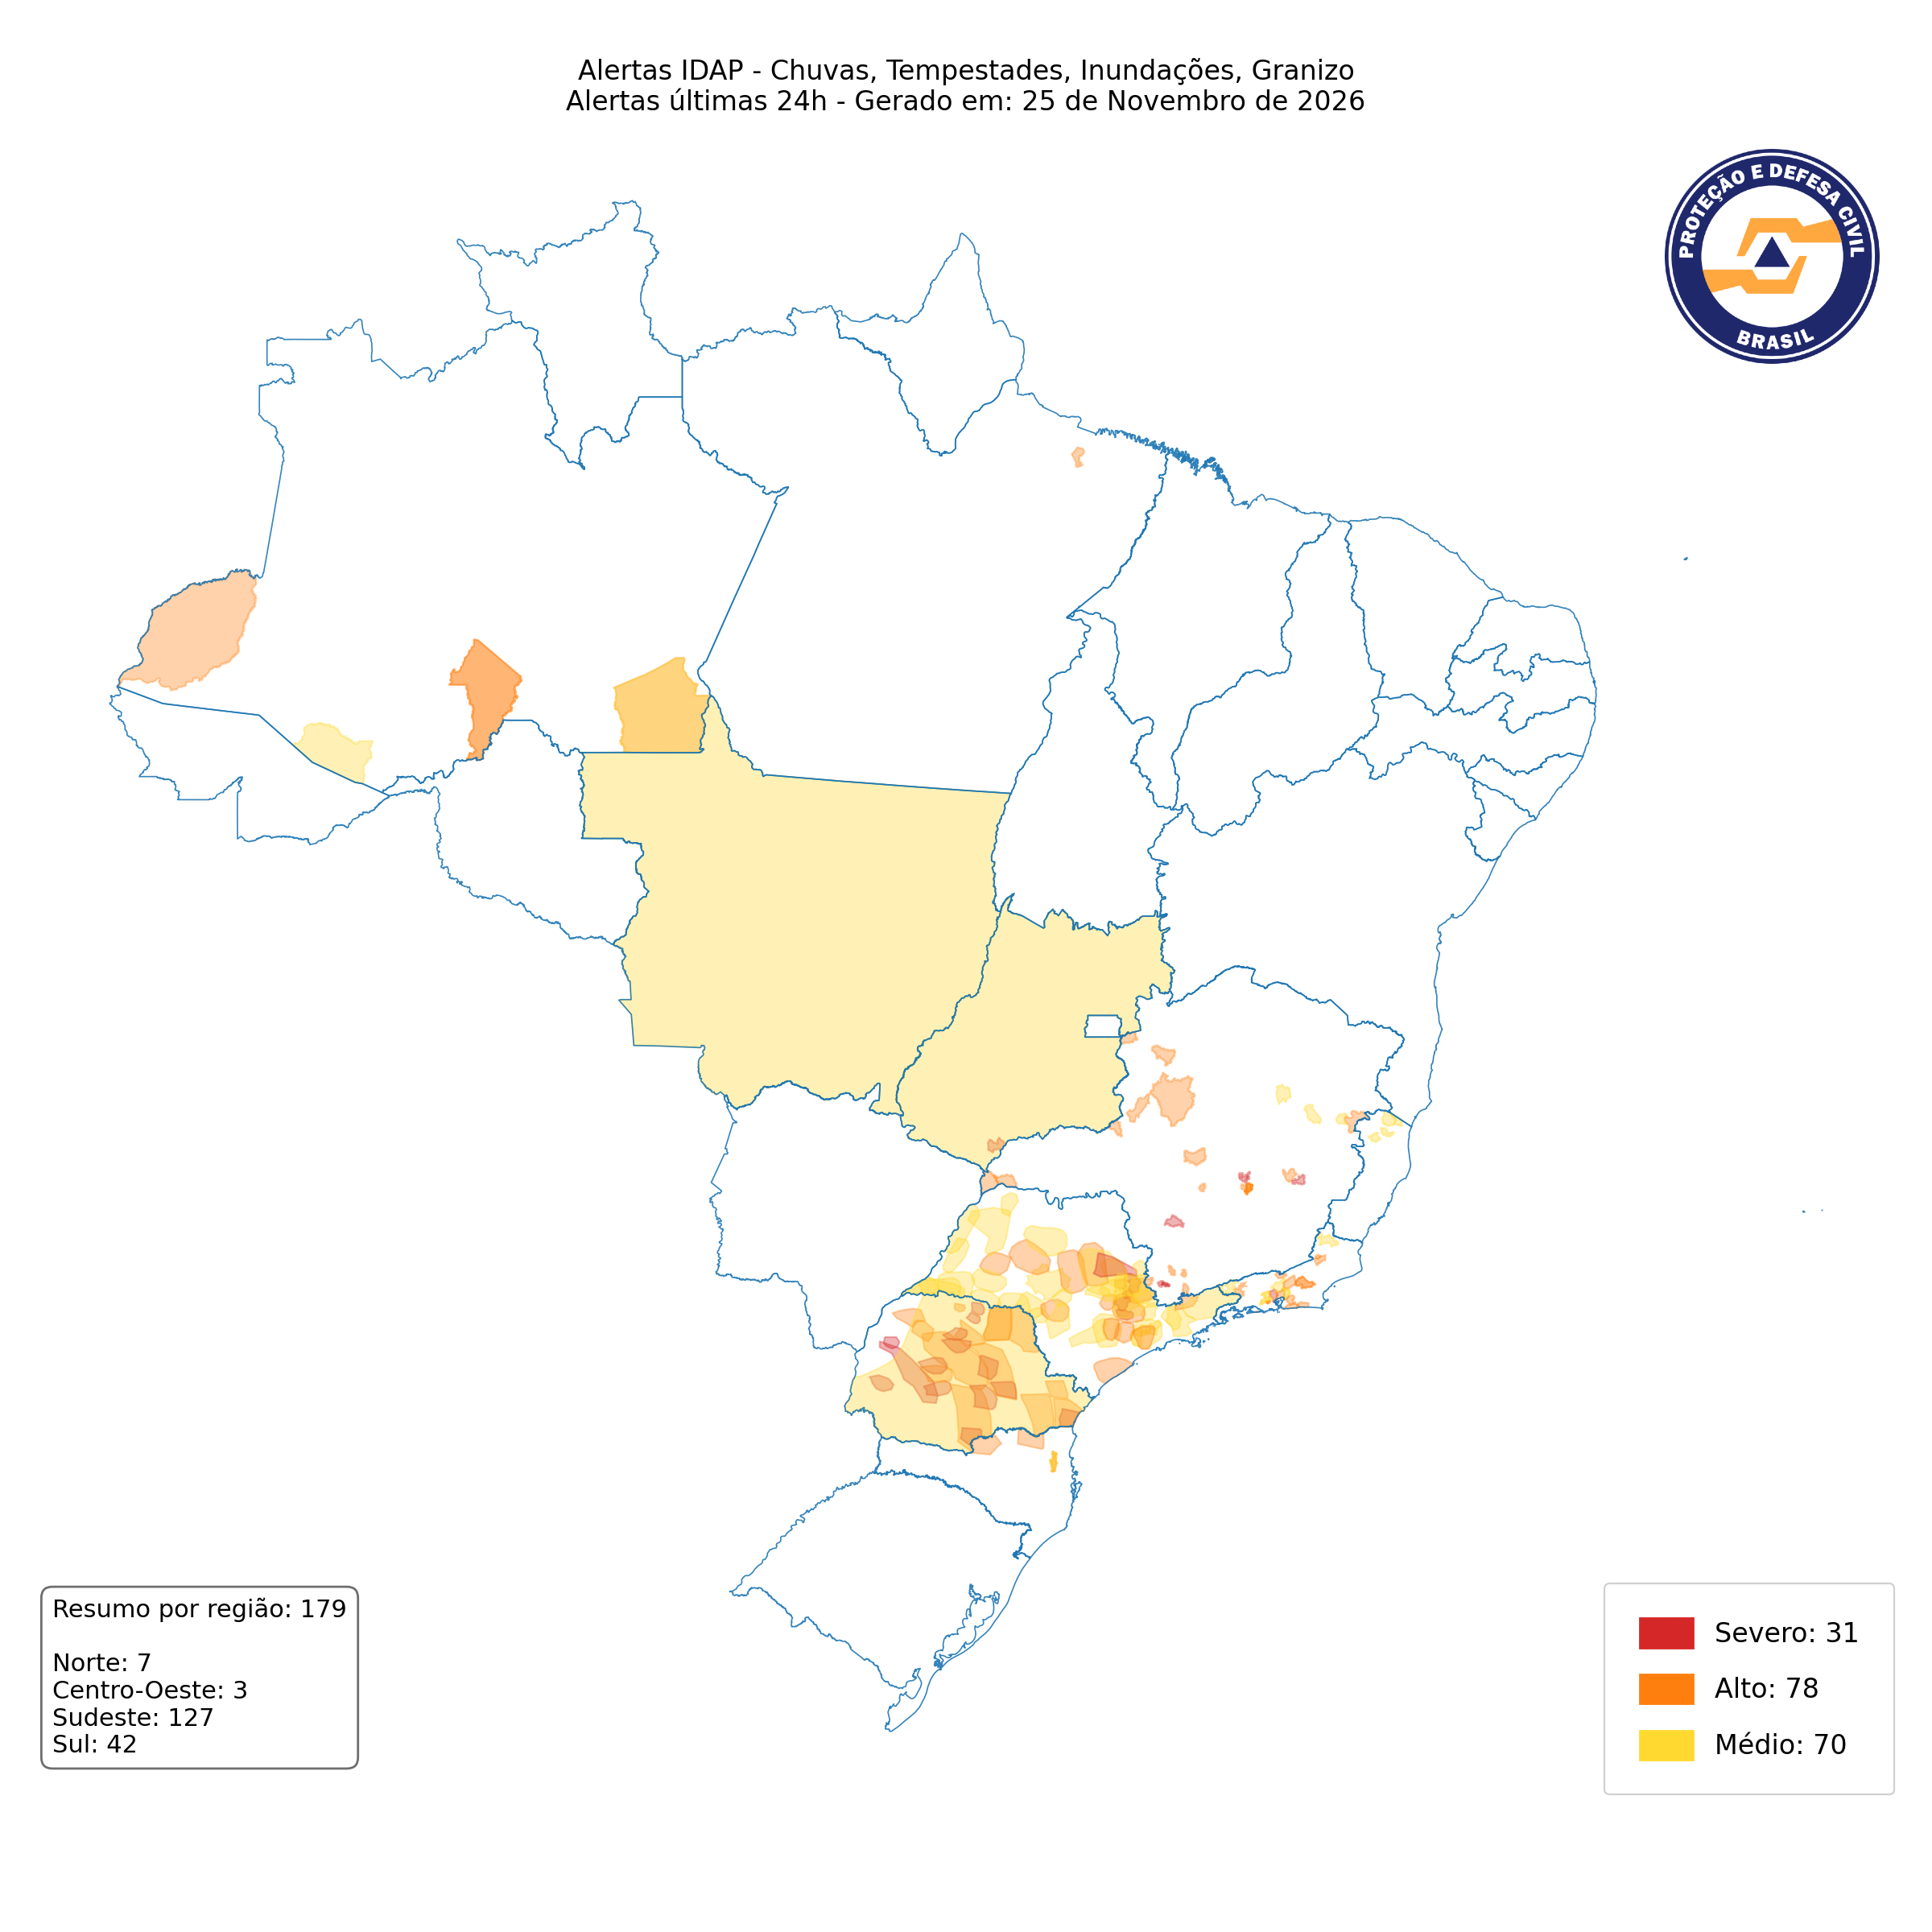 Alertas IDAP - Chuvas, Tempestades, Inundações, Granizo
Alertas últimas 24h - Gerado em: 25 de Novembro de 2026
PROTEÇÃO E DEFESA CIVIL
BRASIL
Resumo por região: 179
Norte: 7
Centro-Oeste: 3
Sudeste: 127
Sul: 42
Severo: 31
Alto: 78
Médio: 70